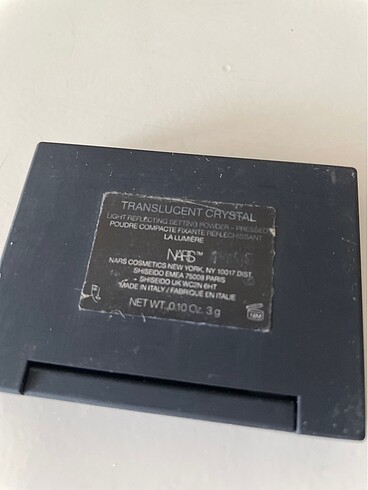 TRANSLUCENT CRYSTAL
LIGHT REFLECTING SETTING POWDER - PRESSED
POUDRE COMPACTE FIXANTE RÉFLÉCHISSANT
LA LUMIÈRE
NARS™
NARS COSMETICS NEW YORK, NY 10017 DIST.
SHISEIDO EMEA 75008 PARIS
SHISEIDO UK WC2N 6HT
MADE IN ITALY / FABRIQUÉ EN ITALIE
NET WT. 0.10 Oz. 3 g